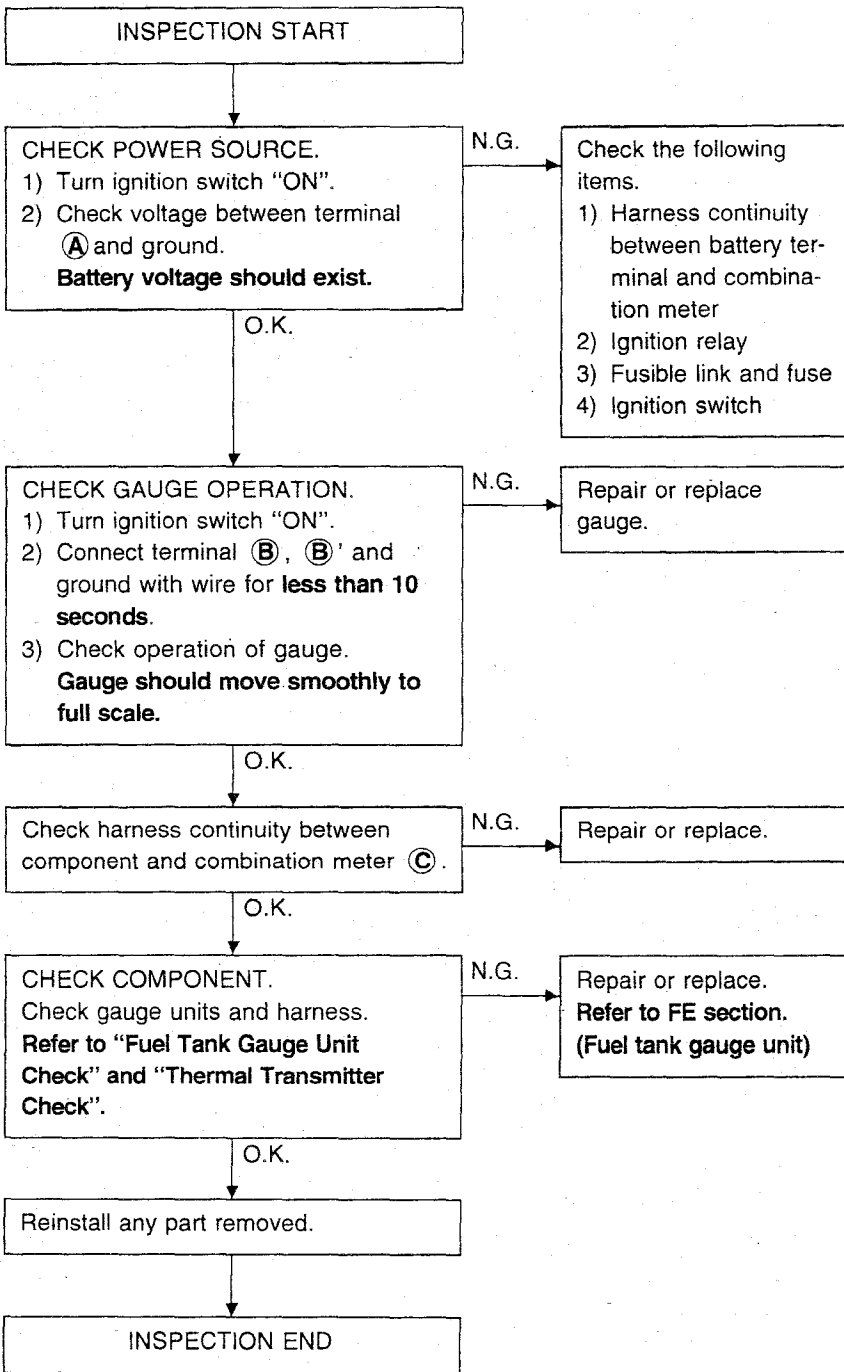 INSPECTION START
CHECK POWER SOURCE.
1) Turn ignition switch “ON”.
2) Check voltage between terminal
Ⓐ and ground.
Battery voltage should exist.
N.G.
Check the following
items.
1) Harness continuity
between battery ter-
minal and combina-
tion meter
2) Ignition relay
3) Fusible link and fuse
4) Ignition switch
O.K.
CHECK GAUGE OPERATION.
1) Turn ignition switch “ON”.
2) Connect terminal Ⓑ, Ⓑ' and
ground with wire for less than 10
seconds.
3) Check operation of gauge.
Gauge should move smoothly to
full scale.
N.G.
Repair or replace
gauge.
O.K.
Check harness continuity between
component and combination meter Ⓒ.
N.G.
Repair or replace.
O.K.
CHECK COMPONENT.
Check gauge units and harness.
Refer to “Fuel Tank Gauge Unit
Check” and “Thermal Transmitter
Check”.
N.G.
Repair or replace.
Refer to FE section.
(Fuel tank gauge unit)
O.K.
Reinstall any part removed.
INSPECTION END